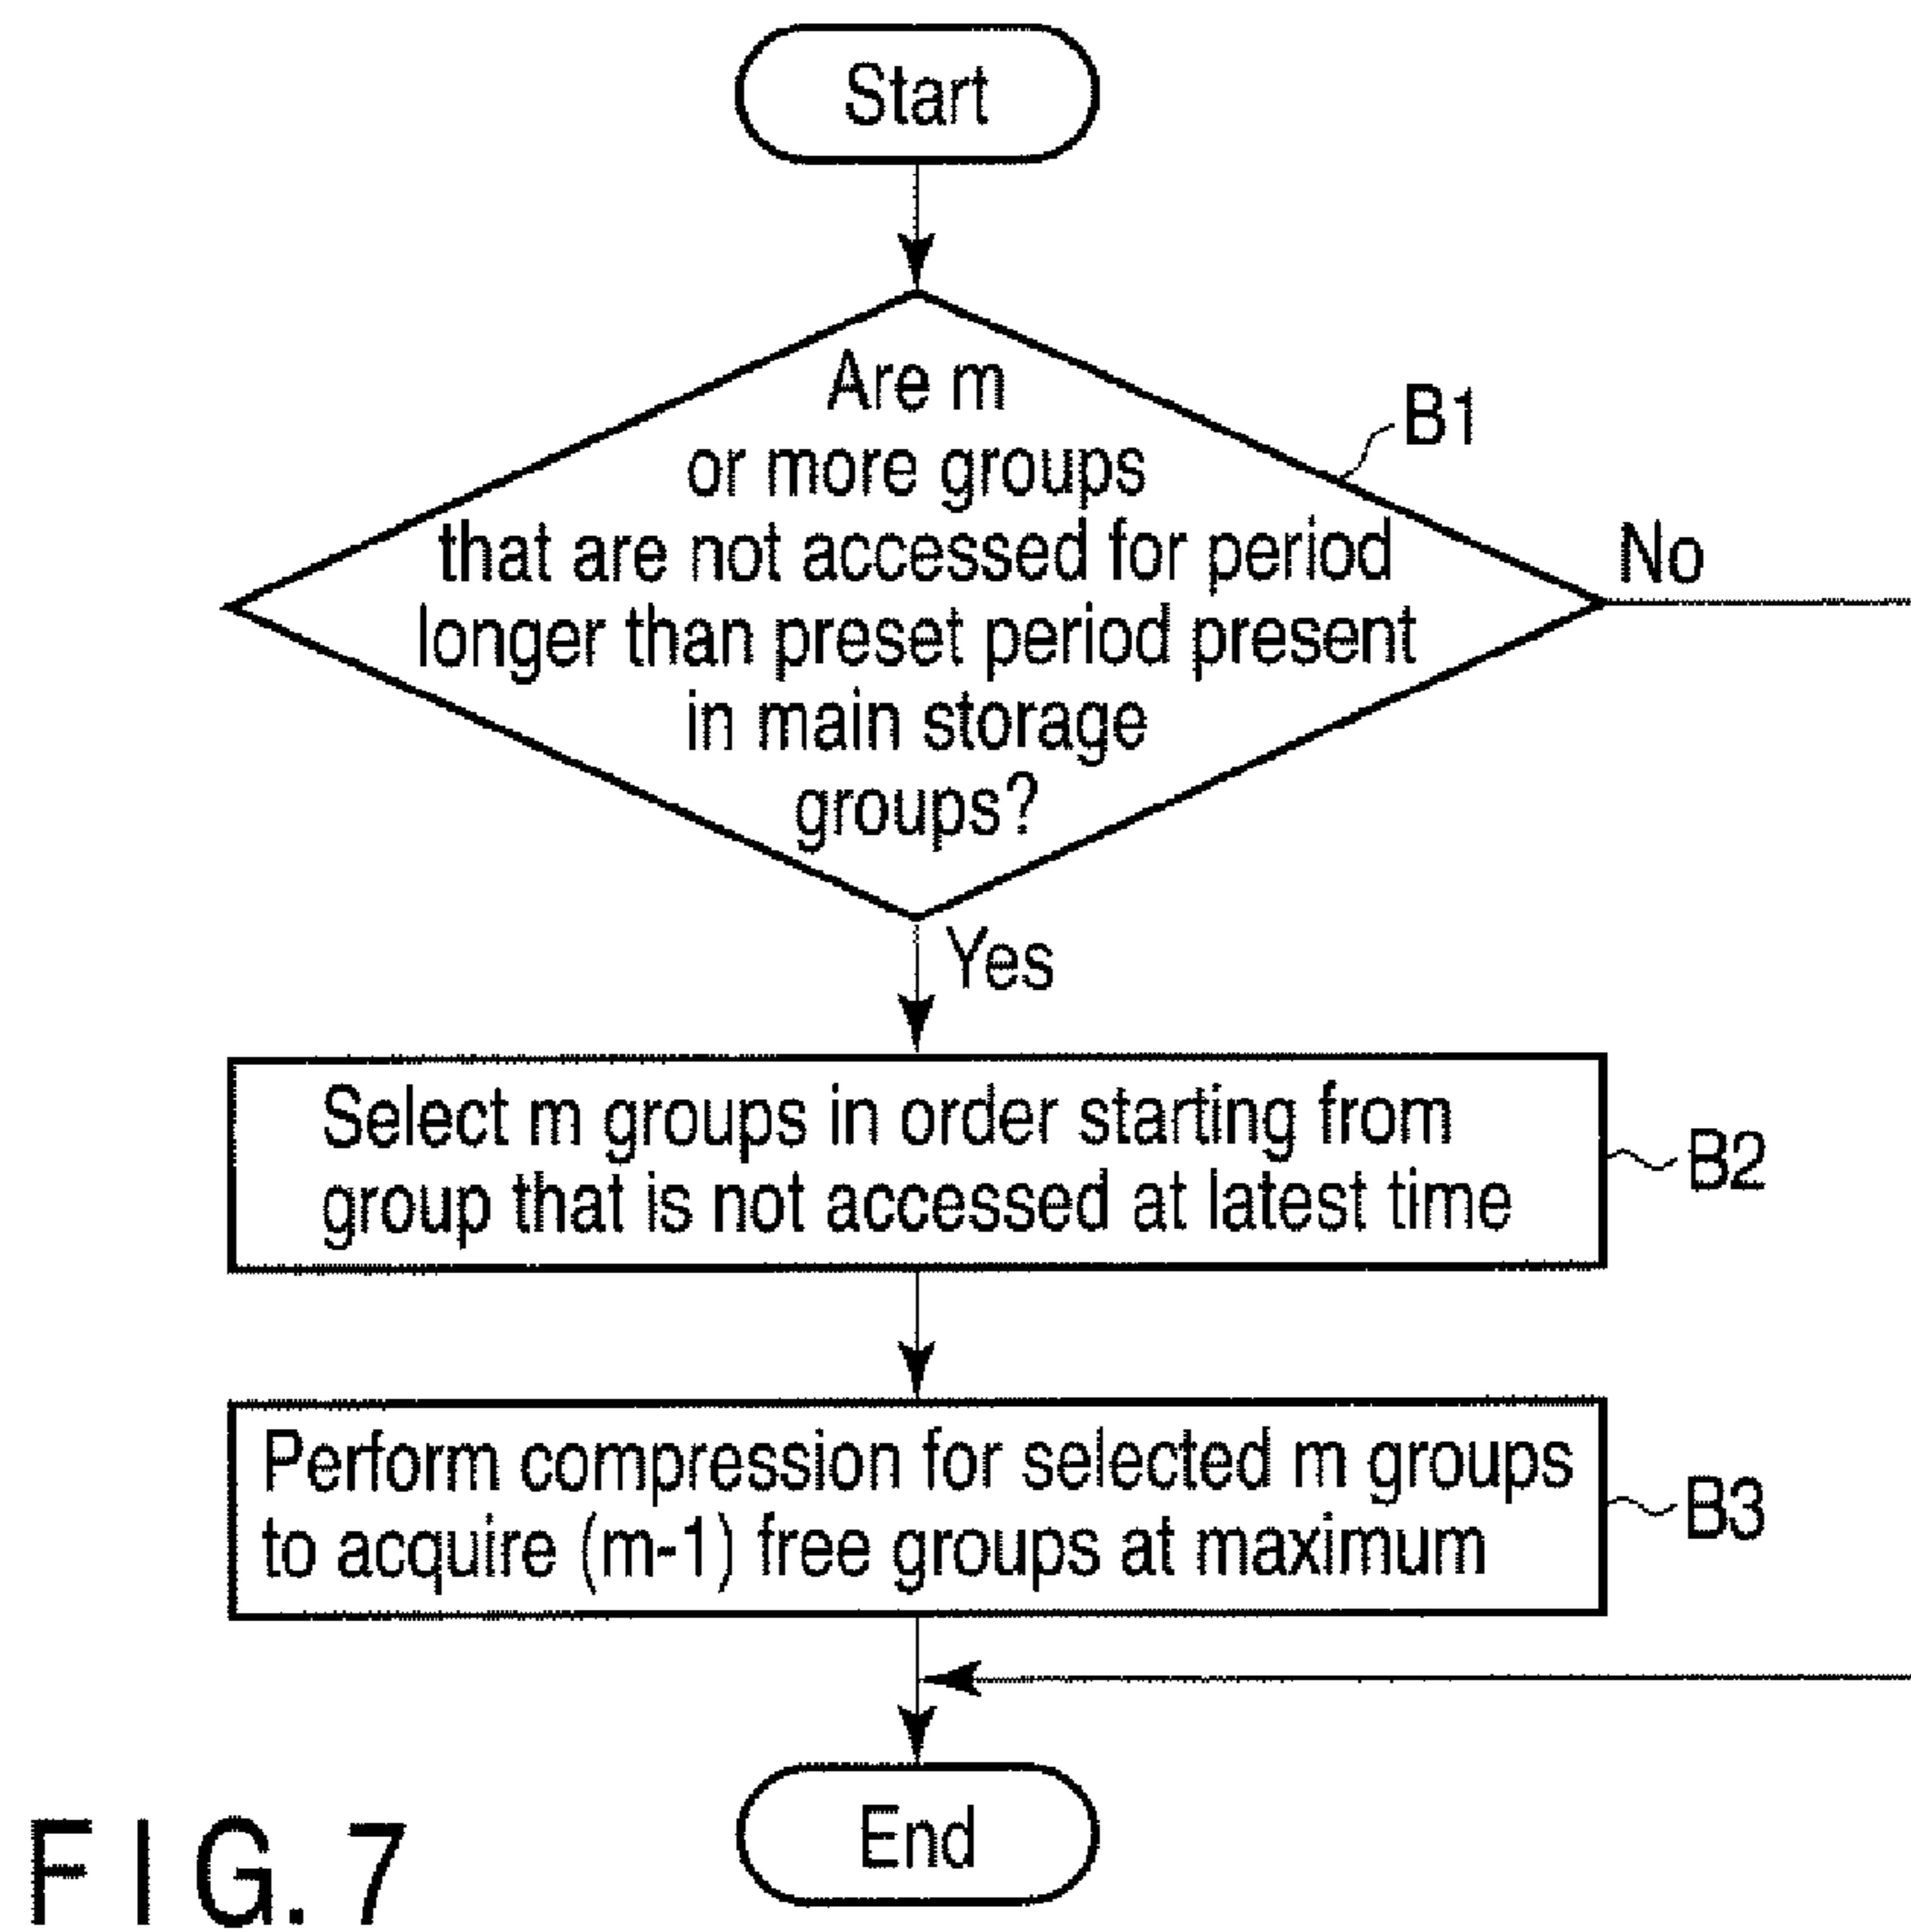 Start
Are m
or more groups
that are not accessed for period
longer than preset period present
in main storage
groups?
B1
No
Yes
Select m groups in order starting from
group that is not accessed at latest time
B2
Perform compression for selected m groups
to acquire (m-1) free groups at maximum
B3
End
FIG. 7